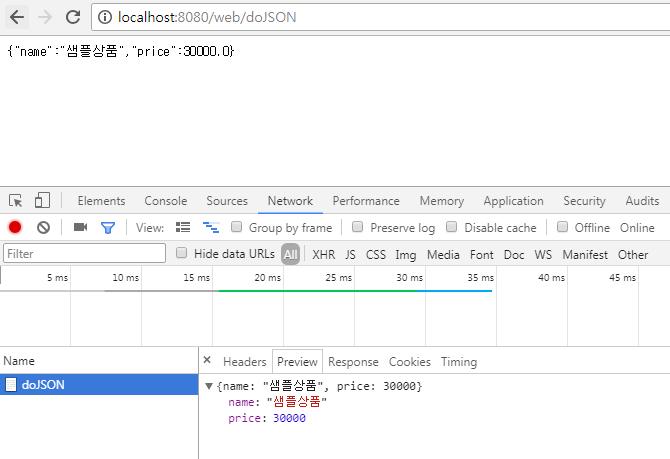 localhost:8080/web/doJSON
{"name":"샘플상품","price":30000.0}
Elements Console Sources Network Performance Memory Application Security Audits
View: Group by frame Preserve log Disable cache Offline Online
Filter Hide data URLs All XHR JS CSS Img Media Font Doc WS Manifest Other
5 ms 10 ms 15 ms 20 ms 25 ms 30 ms 35 ms 40 ms 45 ms
Name × Headers Preview Response Cookies Timing
doJSON
▼{name: "샘플상품", price: 30000}
name: "샘플상품"
price: 30000